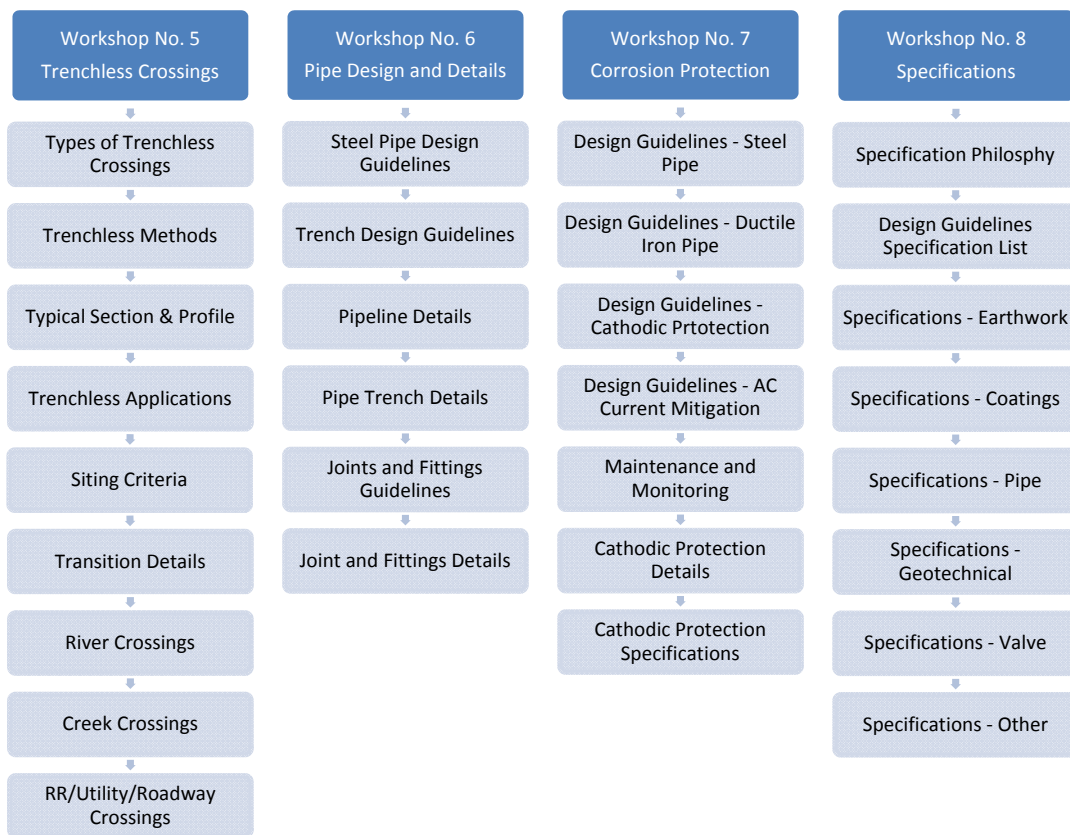 Workshop No. 5
Trenchless Crossings
Types of Trenchless
Crossings
Trenchless Methods
Typical Section & Profile
Trenchless Applications
Siting Criteria
Transition Details
River Crossings
Creek Crossings
RR/Utility/Roadway
Crossings
Workshop No. 6
Pipe Design and Details
Steel Pipe Design
Guidelines
Trench Design Guidelines
Pipeline Details
Pipe Trench Details
Joints and Fittings
Guidelines
Joint and Fittings Details
Workshop No. 7
Corrosion Protection
Design Guidelines - Steel
Pipe
Design Guidelines - Ductile
Iron Pipe
Design Guidelines -
Cathodic Prtotection
Design Guidelines - AC
Current Mitigation
Maintenance and
Monitoring
Cathodic Protection
Details
Cathodic Protection
Specifications
Workshop No. 8
Specifications
Specification Philosphy
Design Guidelines
Specification List
Specifications - Earthwork
Specifications - Coatings
Specifications - Pipe
Specifications -
Geotechnical
Specifications - Valve
Specifications - Other